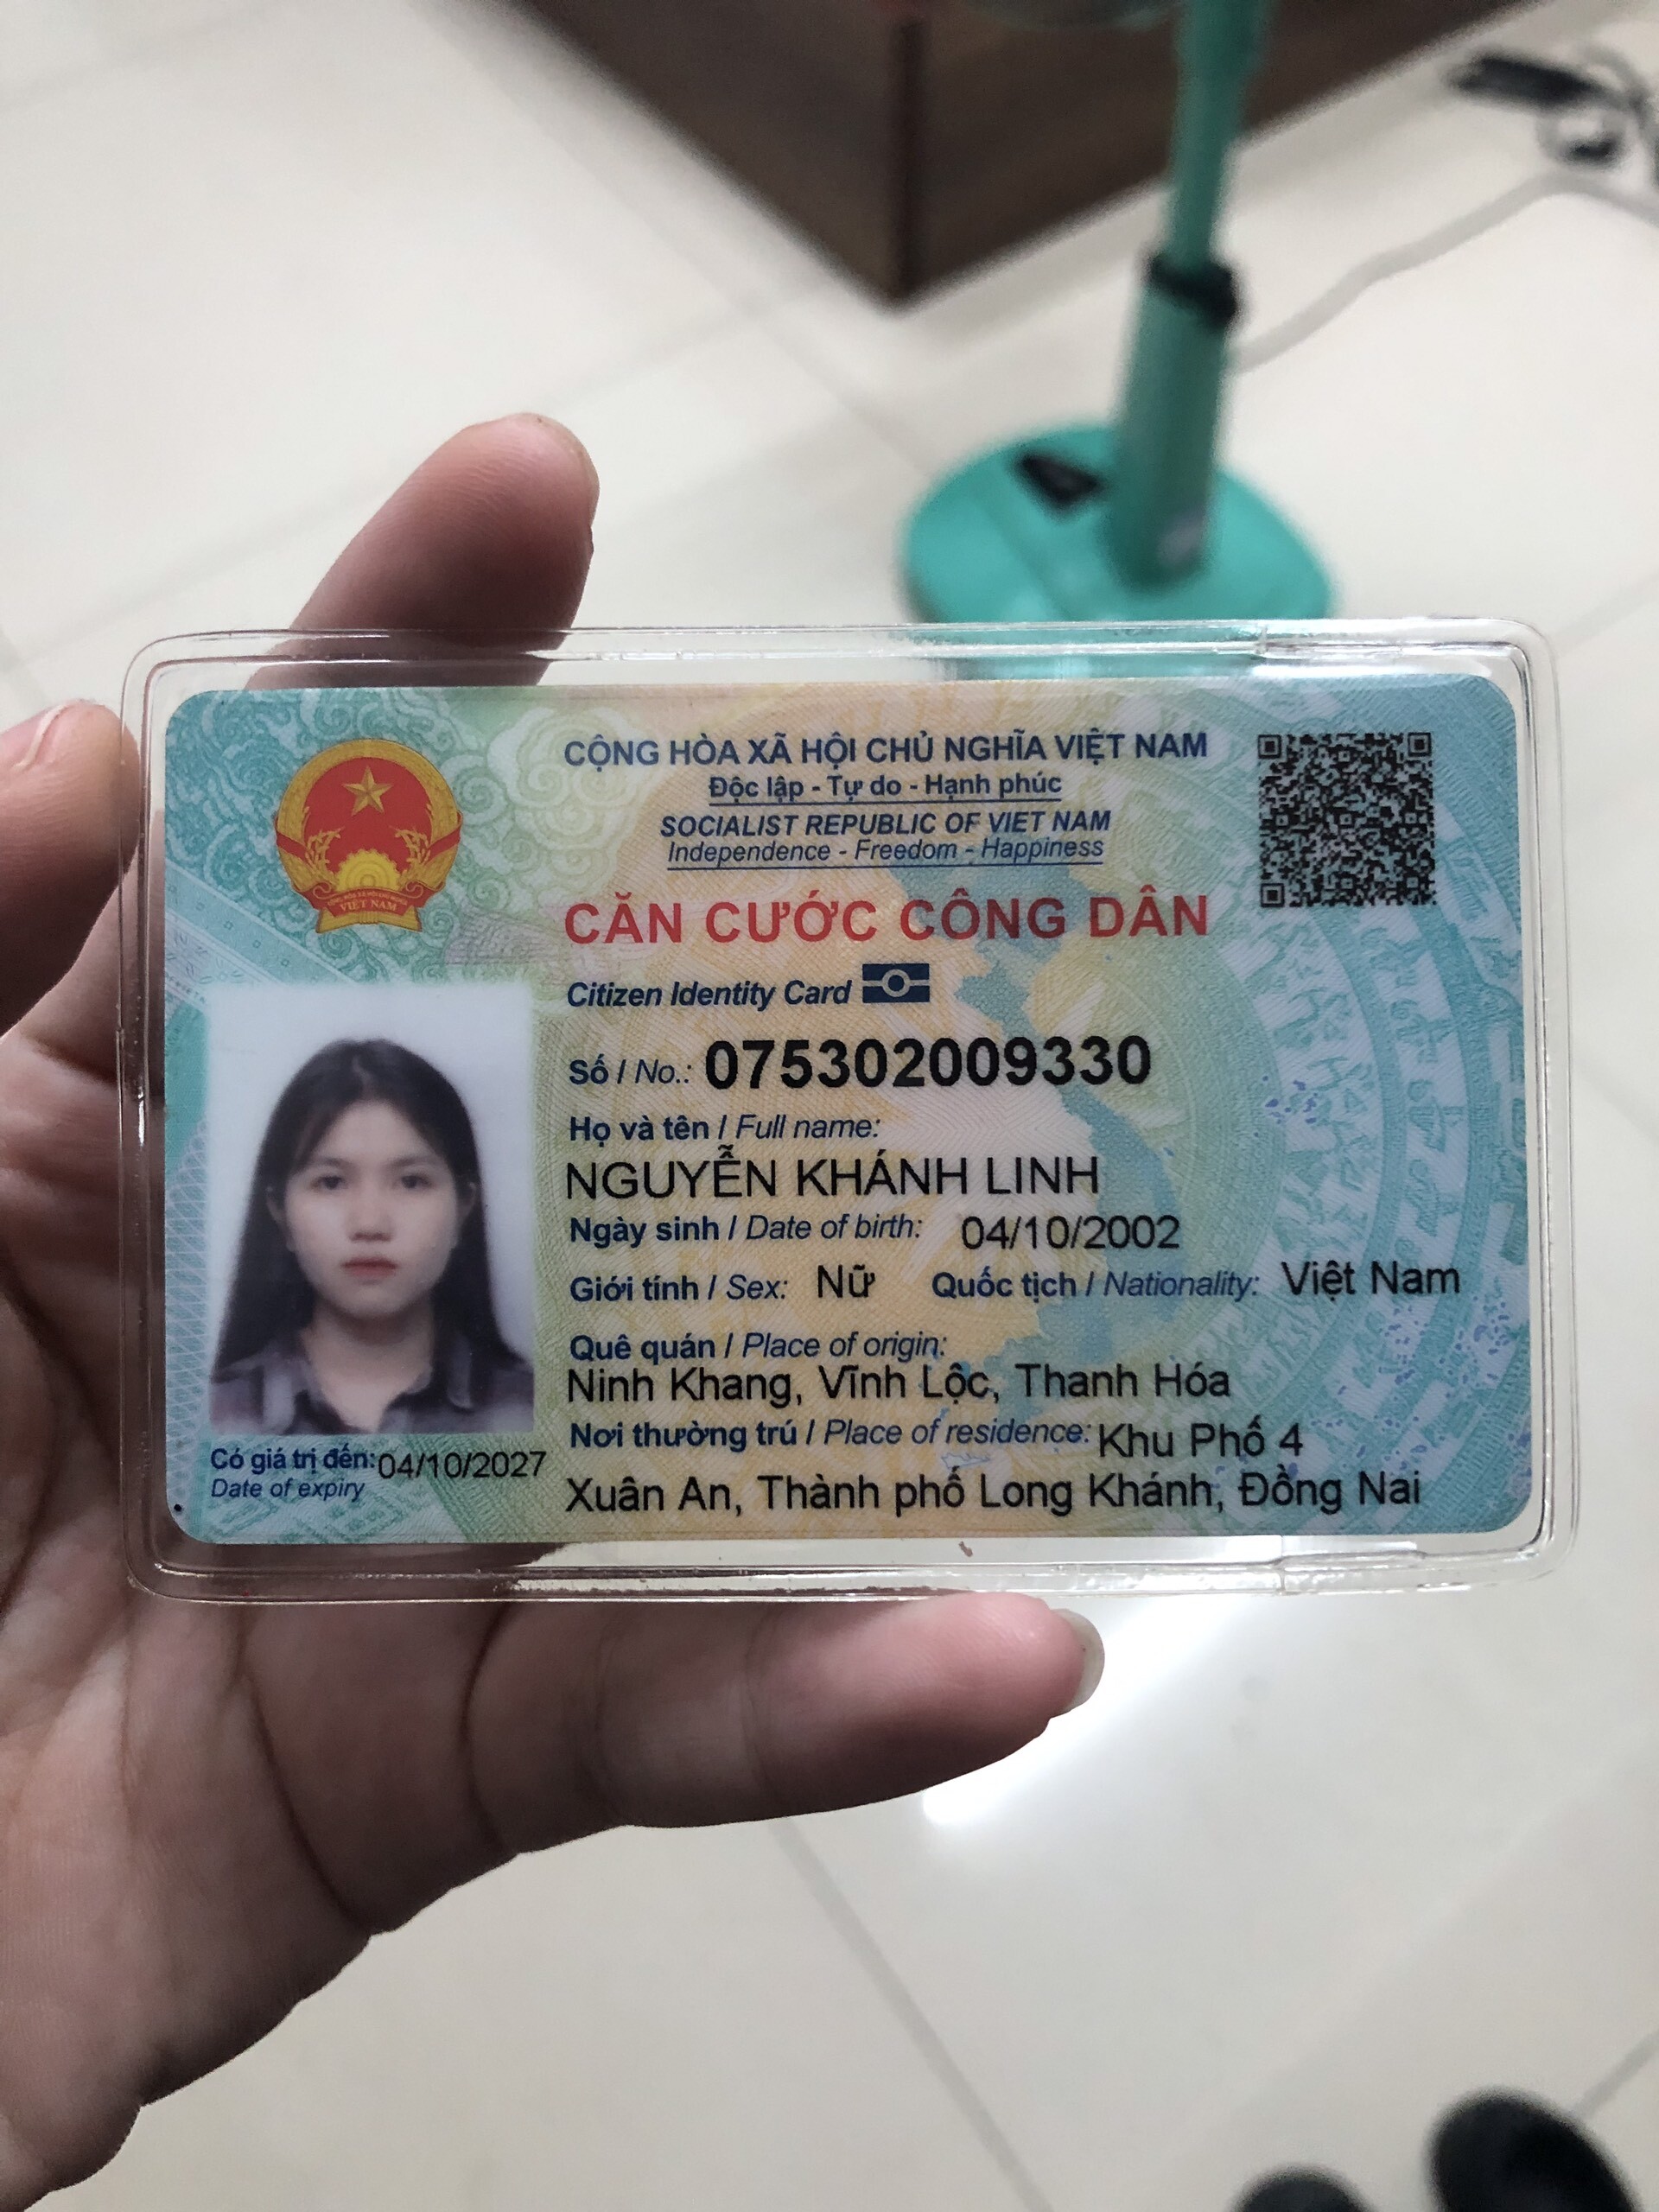 CỘNG HÒA XÃ HỘI CHỦ NGHĨA VIỆT NAM
Độc lập - Tự do - Hạnh phúc
SOCIALIST REPUBLIC OF VIET NAM
Independence - Freedom - Happiness
VIỆT NAM
CĂN CƯỚC CÔNG DÂN
Citizen Identity Card
Số / No.: 075302009330
Họ và tên / Full name:
NGUYỄN KHÁNH LINH
Ngày sinh / Date of birth: 04/10/2002
Giới tính / Sex: Nữ Quốc tịch / Nationality: Việt Nam
Quê quán / Place of origin:
Ninh Khang, Vĩnh Lộc, Thanh Hóa
Nơi thường trú / Place of residence: Khu Phố 4
Xuân An, Thành phố Long Khánh, Đồng Nai
Có giá trị đến: 04/10/2027
Date of expiry